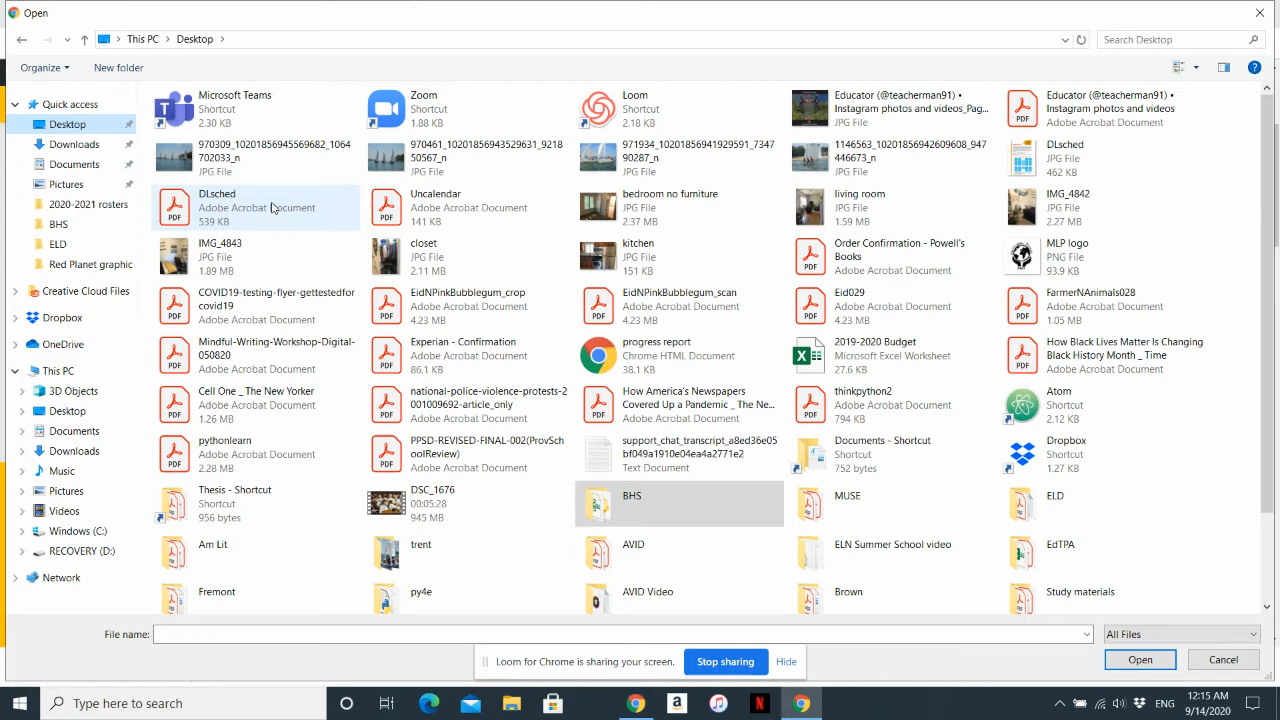 Open
This PC
Desktop
Search Desktop
Organize
New folder
Quick access
Desktop
Downloads
Documents
Pictures
2020-2021 rosters
BHS
ELD
Red Planet graphic
Creative Cloud Files
Dropbox
OneDrive
This PC
3D Objects
Desktop
Documents
Downloads
Music
Pictures
Videos
Windows (C:)
RECOVERY (D:)
Network
Microsoft Teams
Shortcut
2.30 KB
Zoom
Shortcut
1.88 KB
Loom
Shortcut
2.18 KB
Educator (@teacherman91) •
Instagram photos and videos_Pag...
JPG File
Educator (@teacherman91) •
Instagram photos and videos
Adobe Acrobat Document
970309_10201856945569682_1064
702033_n
JPG File
970461_10201856943529631_9218
50567_n
JPG File
971934_10201856941929591_7347
90287_n
JPG File
1146563_10201856942609608_947
446673_n
JPG File
DLsched
JPG File
362 KB
DLsched
Adobe Acrobat Document
539 KB
Uncalendar
Adobe Acrobat Document
141 KB
bedroom no furniture
JPG File
2.37 MB
living room
JPG File
1.59 MB
IMG_4842
JPG File
2.27 MB
IMG_4843
JPG File
1.89 MB
closet
JPG File
2.11 MB
kitchen
JPG File
151 KB
Order Confirmation - Powell's
Books
Adobe Acrobat Document
MLP logo
PNG File
93.9 KB
COVID19-testing-flyer-gettestedfor
covid19
Adobe Acrobat Document
EidNPinkBubblegum_crop
Adobe Acrobat Document
4.23 MB
EidNPinkBubblegum_scan
Adobe Acrobat Document
4.23 MB
Eid029
Adobe Acrobat Document
4.23 MB
FarmerNAnimals028
Adobe Acrobat Document
1.05 MB
Mindful-Writing-Workshop-Digital-
050820
Adobe Acrobat Document
Experian - Confirmation
Adobe Acrobat Document
86.1 KB
progress report
Chrome HTML Document
38.1 KB
2019-2020 Budget
Microsoft Excel Worksheet
27.6 KB
How Black Lives Matter Is Changing
Black History Month _ Time
Adobe Acrobat Document
Cell One _ The New Yorker
Adobe Acrobat Document
1.26 MB
national-police-violence-protests-2
001009692-article_only
Adobe Acrobat Document
How America's Newspapers
Covered Up a Pandemic _ The Ne...
Adobe Acrobat Document
thinkpython2
Adobe Acrobat Document
794 KB
Atom
Shortcut
2.12 KB
pythonlearn
Adobe Acrobat Document
2.28 MB
PPSD-REVISED-FINAL-002(ProvSch
oolReview)
Adobe Acrobat Document
support_chat_transcript_a8ed36e05
bf049a1910e04ea4a2771e2
Text Document
Documents - Shortcut
Shortcut
752 bytes
Dropbox
Shortcut
1.27 KB
Thesis - Shortcut
Shortcut
956 bytes
DSC_1676
00:05:28
945 MB
BHS
MUSE
ELD
Am Lit
trent
AVID
ELN Summer School video
EdTPA
Fremont
py4e
AVID Video
Brown
Study materials
File name:
All Files
Open
Cancel
Loom for Chrome is sharing your screen.
Stop sharing
Hide
Type here to search
ENG
12:15 AM
9/14/2020